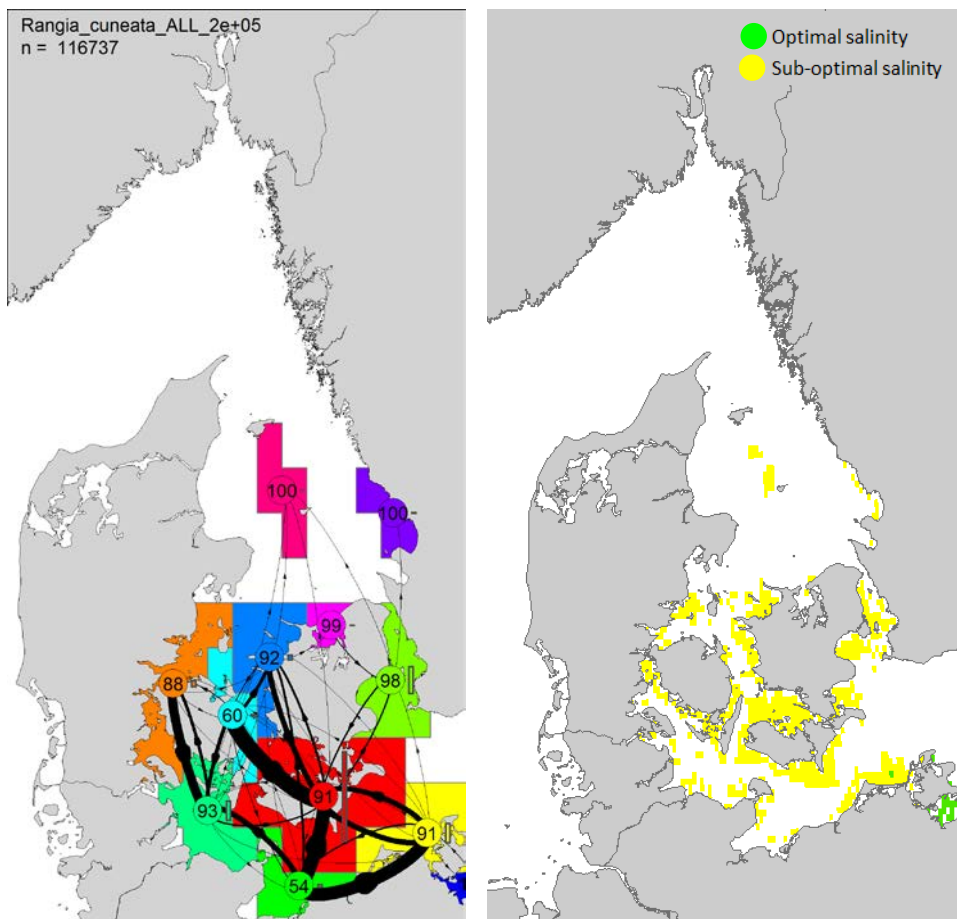 Rangia_cuneata_ALL_2e+05
n = 116737
Optimal salinity
Sub-optimal salinity
100
100
99
92
98
88
60
91
93
91
54